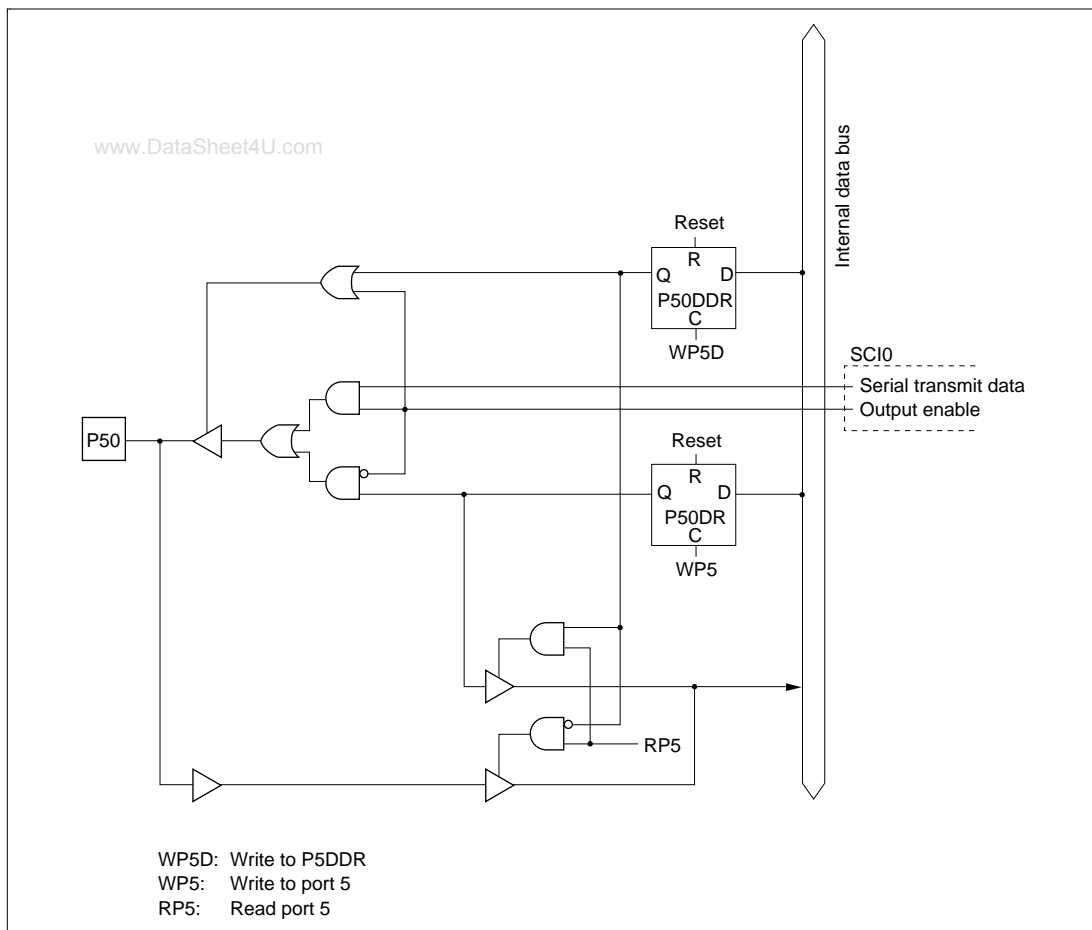 www.DataSheet4U.com
Internal data bus
Reset
R
Q D
P50DDR
C
WP5D
SCI0
Serial transmit data
Output enable
P50
Reset
R
Q D
P50DR
C
WP5
RP5
WP5D: Write to P5DDR
WP5: Write to port 5
RP5: Read port 5